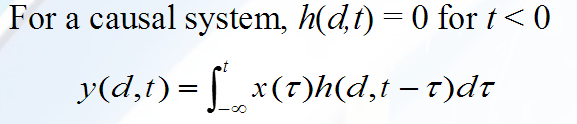 For a causal system, h(d,t) = 0 for t < 0
y(d,t) = ∫_{-∞}^{t} x(τ)h(d,t − τ)dτ